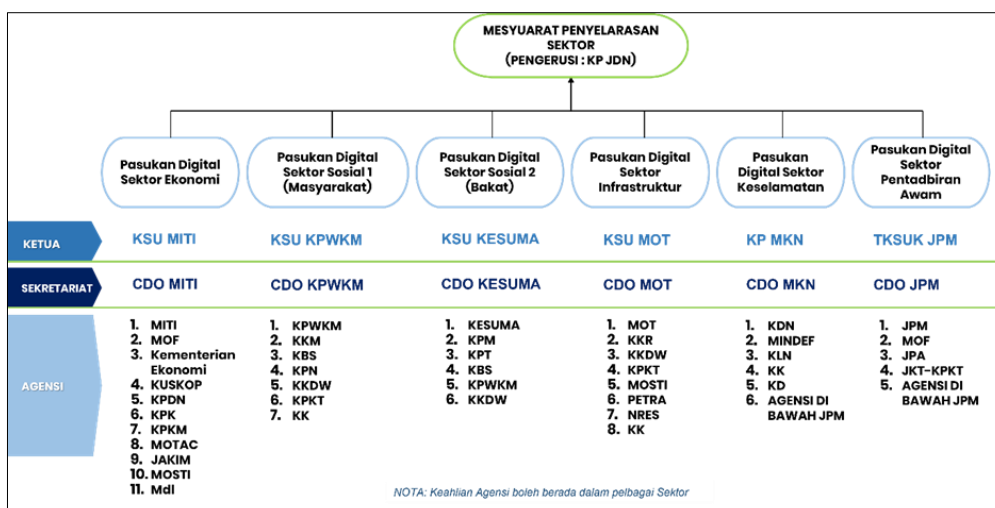 MESYUARAT PENYELARASAN
SEKTOR
(PENGERUSI : KP JDN)
Pasukan Digital
Sektor Ekonomi
Pasukan Digital
Sektor Sosial 1
(Masyarakat)
Pasukan Digital
Sektor Sosial 2
(Bakat)
Pasukan Digital
Sektor
Infrastruktur
Pasukan
Digital Sektor
Keselamatan
Pasukan Digital
Sektor
Pentadbiran
Awam
KETUA
KSU MITI
KSU KPWKM
KSU KESUMA
KSU MOT
KP MKN
TKSUK JPM
SEKRETARIAT
CDO MITI
CDO KPWKM
CDO KESUMA
CDO MOT
CDO MKN
CDO JPM
AGENSI
1. MITI
2. MOF
3. Kementerian
Ekonomi
4. KUSKOP
5. KPDN
6. KPK
7. KPKM
8. MOTAC
9. JAKIM
10. MOSTI
11. MdI
1. KPWKM
2. KKM
3. KBS
4. KPN
5. KKDW
6. KPKT
7. KK
1. KESUMA
2. KPM
3. KPT
4. KBS
5. KPWKM
6. KKDW
1. MOT
2. KKR
3. KKDW
4. KPKT
5. MOSTI
6. PETRA
7. NRES
8. KK
1. KDN
2. MINDEF
3. KLN
4. KK
5. KD
6. AGENSI DI
BAWAH JPM
1. JPM
2. MOF
3. JPA
4. JKT-KPKT
5. AGENSI DI
BAWAH JPM
NOTA: Keahlian Agensi boleh berada dalam pelbagai Sektor